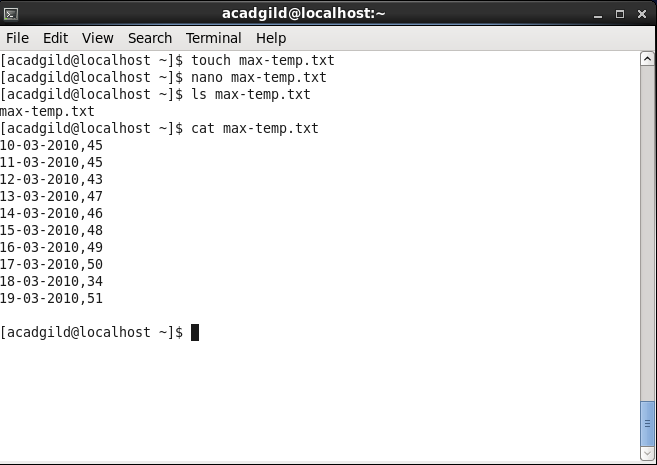 acadgild@localhost:~
File Edit View Search Terminal Help
[acadgild@localhost ~]$ touch max-temp.txt
[acadgild@localhost ~]$ nano max-temp.txt
[acadgild@localhost ~]$ ls max-temp.txt
max-temp.txt
[acadgild@localhost ~]$ cat max-temp.txt
10-03-2010,45
11-03-2010,45
12-03-2010,43
13-03-2010,47
14-03-2010,46
15-03-2010,48
16-03-2010,49
17-03-2010,50
18-03-2010,34
19-03-2010,51
[acadgild@localhost ~]$